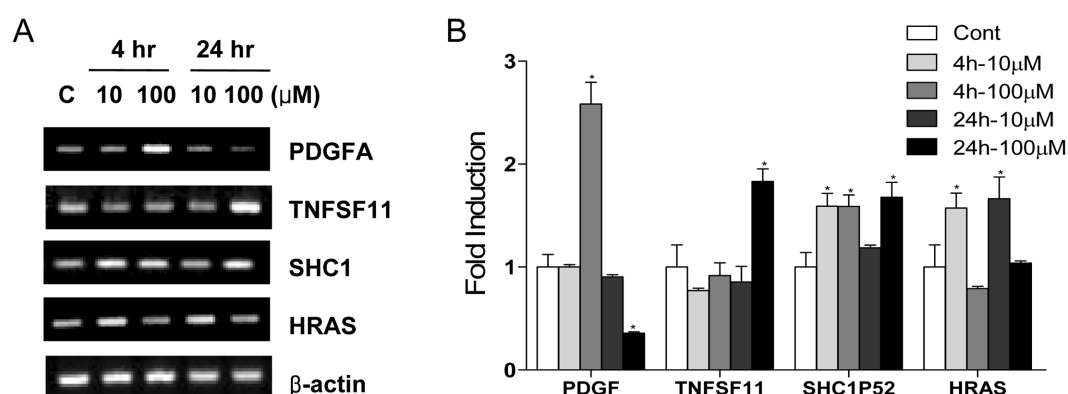 A
4 hr 24 hr
C 10 100 10 100 (µM)
PDGFA
TNFSF11
SHC1
HRAS
β-actin
B
Cont
4h-10µM
4h-100µM
24h-10µM
24h-100µM
Fold Induction
3
2
1
0
* * * * * * * *
PDGF TNFSF11 SHC1P52 HRAS